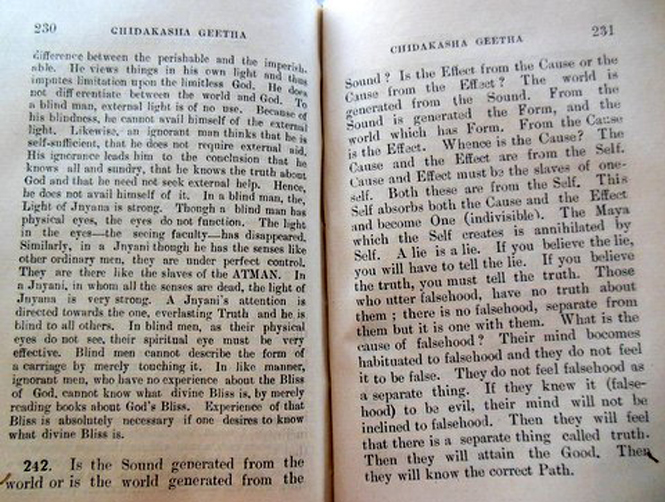 230 CHIDAKASHA GEETHA
difference between the perishable and the imperish-
able. He views things in his own light and thus
imputes limitation upon the limitless God. He does
not differentiate between the world and God. To
a blind man, external light is of no use. Because of
his blindness, he cannot avail himself of the external
light. Likewise, an ignorant man thinks that he is
self-sufficient, that he does not require external aid.
His ignorance leads him to the conclusion that he
knows all and sundry, that he knows the truth about
God and that he need not seek external help. Hence,
he does not avail himself of it. In a blind man, the,
Light of Jnyana is strong. Though a blind man has
physical eyes, the eyes do not function. The light
in the eyes—the seeing faculty—has disappeared.
Similarly, in a Jnyani though he has the senses like
other ordinary men, they are under perfect control.
They are there like the slaves of the ATMAN. In
a Jnyani, in whom all the senses are dead, the light of
Jnyana is very strong. A Jnyani's attention is
directed towards the one, everlasting Truth and he is
blind to all others. In blind men, as their physical
eyes do not see, their spiritual eye must be very
effective. Blind men cannot describe the form of
a carriage by merely touching it. In like manner,
ignorant men, who have no experience about the Bliss
of God, cannot know what divine Bliss is, by merely
reading books about God's Bliss. Experience of that
Bliss is absolutely necessary if one desires to know
what divine Bliss is.
242. Is the Sound generated from the
world or is the world generated from the
CHIDAKASHA GEETHA 231
Sound ? Is the Effect from the Cause or the
Cause from the Effect ? The world is
generated from the Sound. From the
Sound is generated the Form, and the
world which has Form. From the Cause
is the Effect. Whence is the Cause? The
Cause and the Effect are from the Self.
Cause and Effect must be the slaves of one-
self. Both these are from the Self. This
Self absorbs both the Cause and the Effect
and become One (indivisible). The Maya
which the Self creates is annihilated by
Self. A lie is a lie. If you believe the lie,
you will have to tell the lie. If you believe
the truth, you must tell the truth. Those
who utter falsehood, have no truth about
them ; there is no falsehood, separate from
them but it is one with them. What is the
cause of falsehood ? Their mind becomes
habituated to falsehood and they do not feel
it to be false. They do not feel falsehood as
a separate thing. If they knew it (false-
hood) to be evil, their mind will not be
inclined to falsehood. Then they will feel
that there is a separate thing called truth.
Then they will attain the Good. Then
they will know the correct Path.